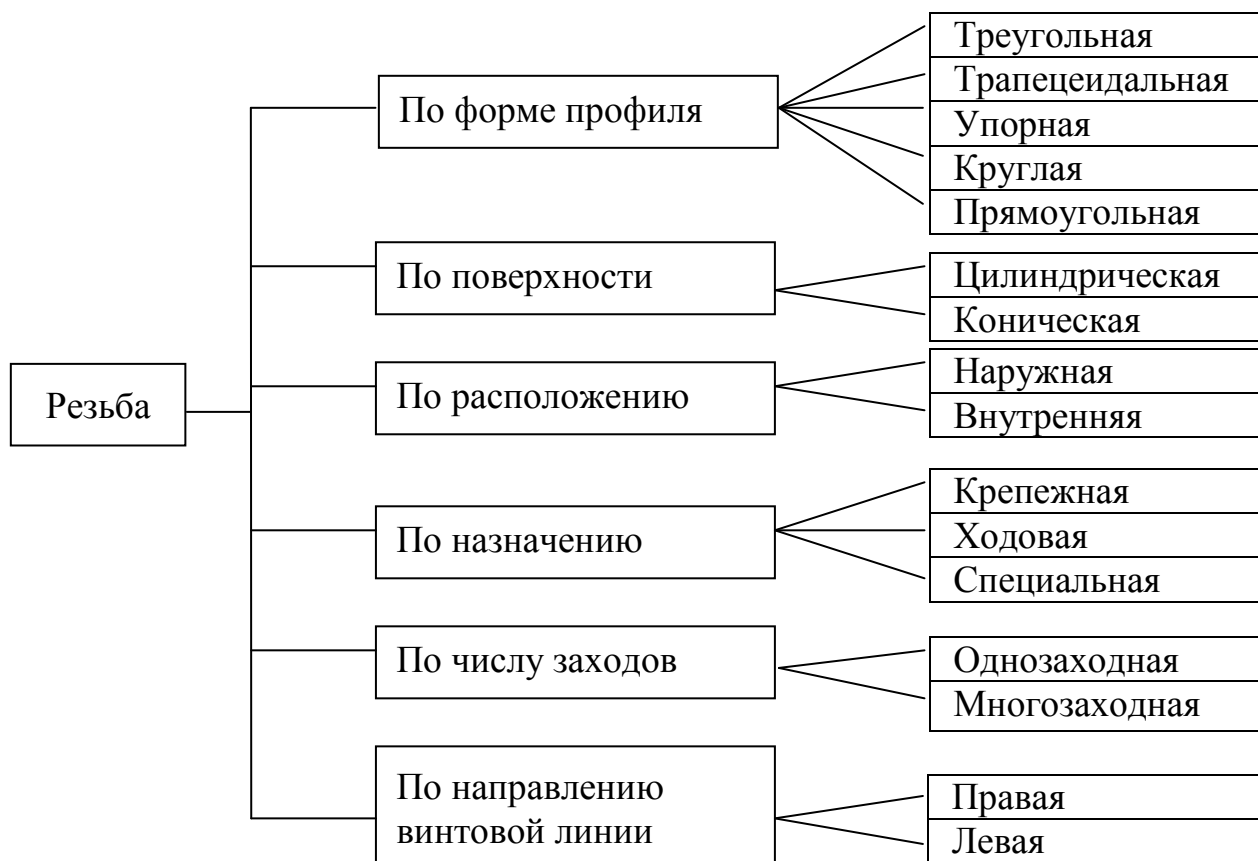 Резьба
По форме профиля
Треугольная
Трапецеидальная
Упорная
Круглая
Прямоугольная
По поверхности
Цилиндрическая
Коническая
По расположению
Наружная
Внутренняя
По назначению
Крепежная
Ходовая
Специальная
По числу заходов
Однозаходная
Многозаходная
По направлению
винтовой линии
Правая
Левая